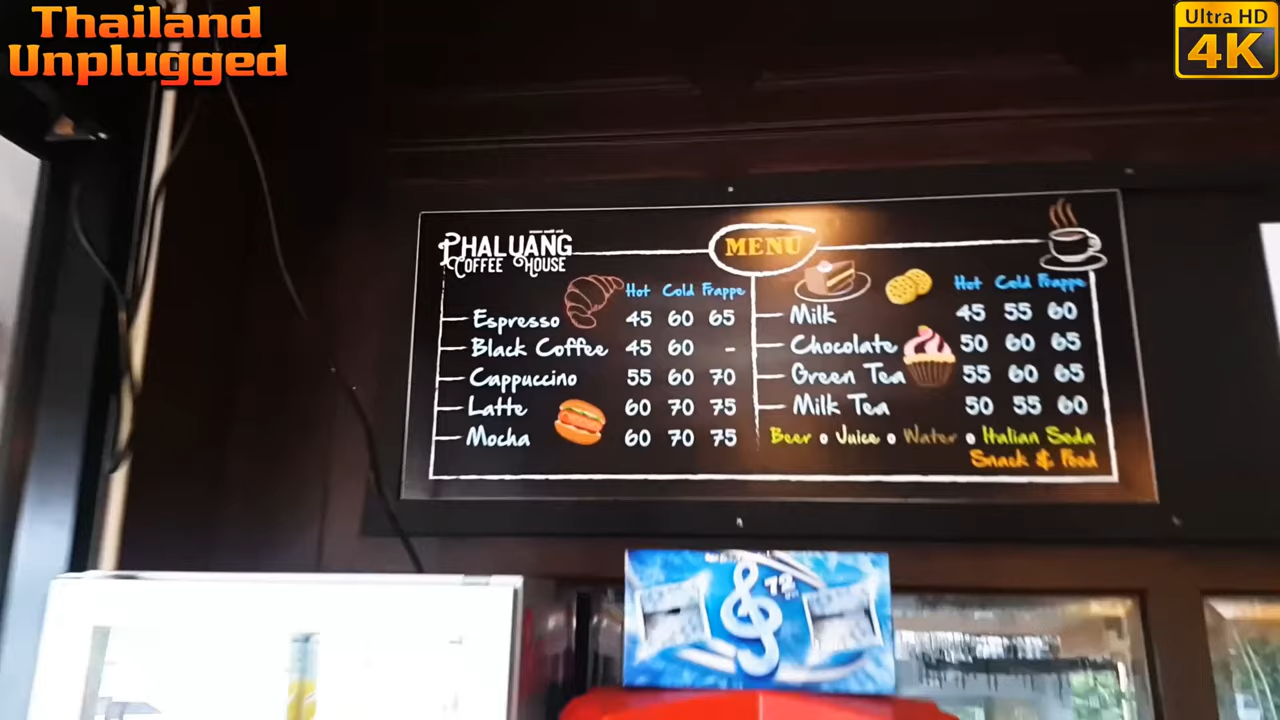 Thailand
Unplugged
Ultra HD
4K
PHALUANG
COFFEE HOUSE
MENU
Hot Cold Frappe
Espresso 45 60 65
Black Coffee 45 60 -
Cappuccino 55 60 70
Latte 60 70 75
Mocha 60 70 75
Hot Cold Frappe
Milk 45 55 60
Chocolate 50 60 65
Green Tea 55 60 65
Milk Tea 50 55 60
Beer o Juice o Water o Italian Soda
Snack & Food
72